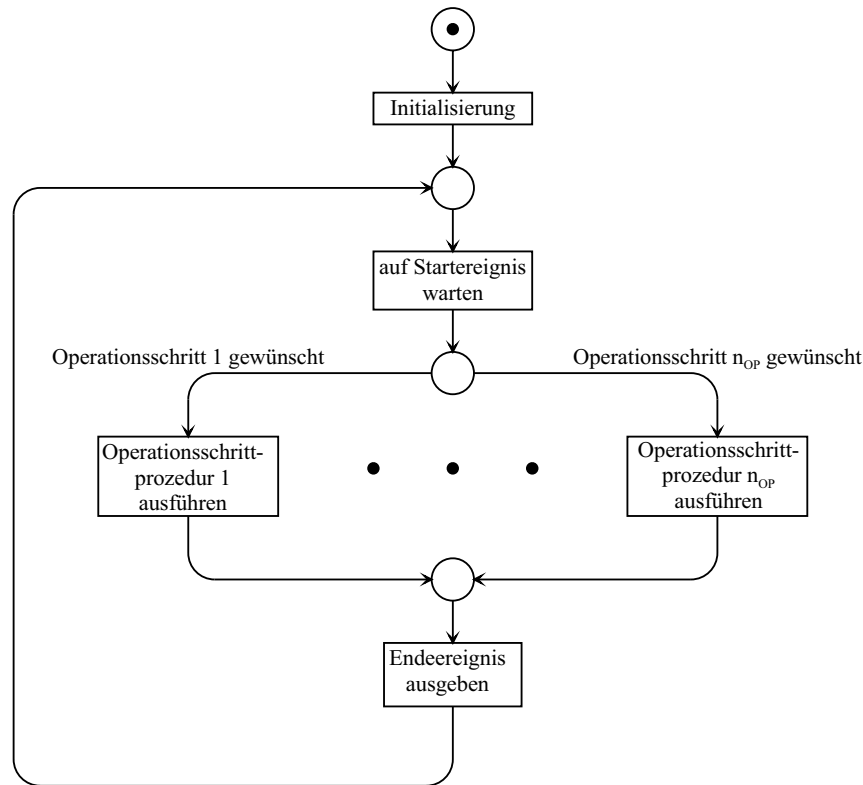 Initialisierung
auf Startereignis
warten
Operationsschritt 1 gewünscht
Operationsschritt n_OP gewünscht
Operationsschritt-
prozedur 1
ausführen
Operationsschritt-
prozedur n_OP
ausführen
Endeereignis
ausgeben